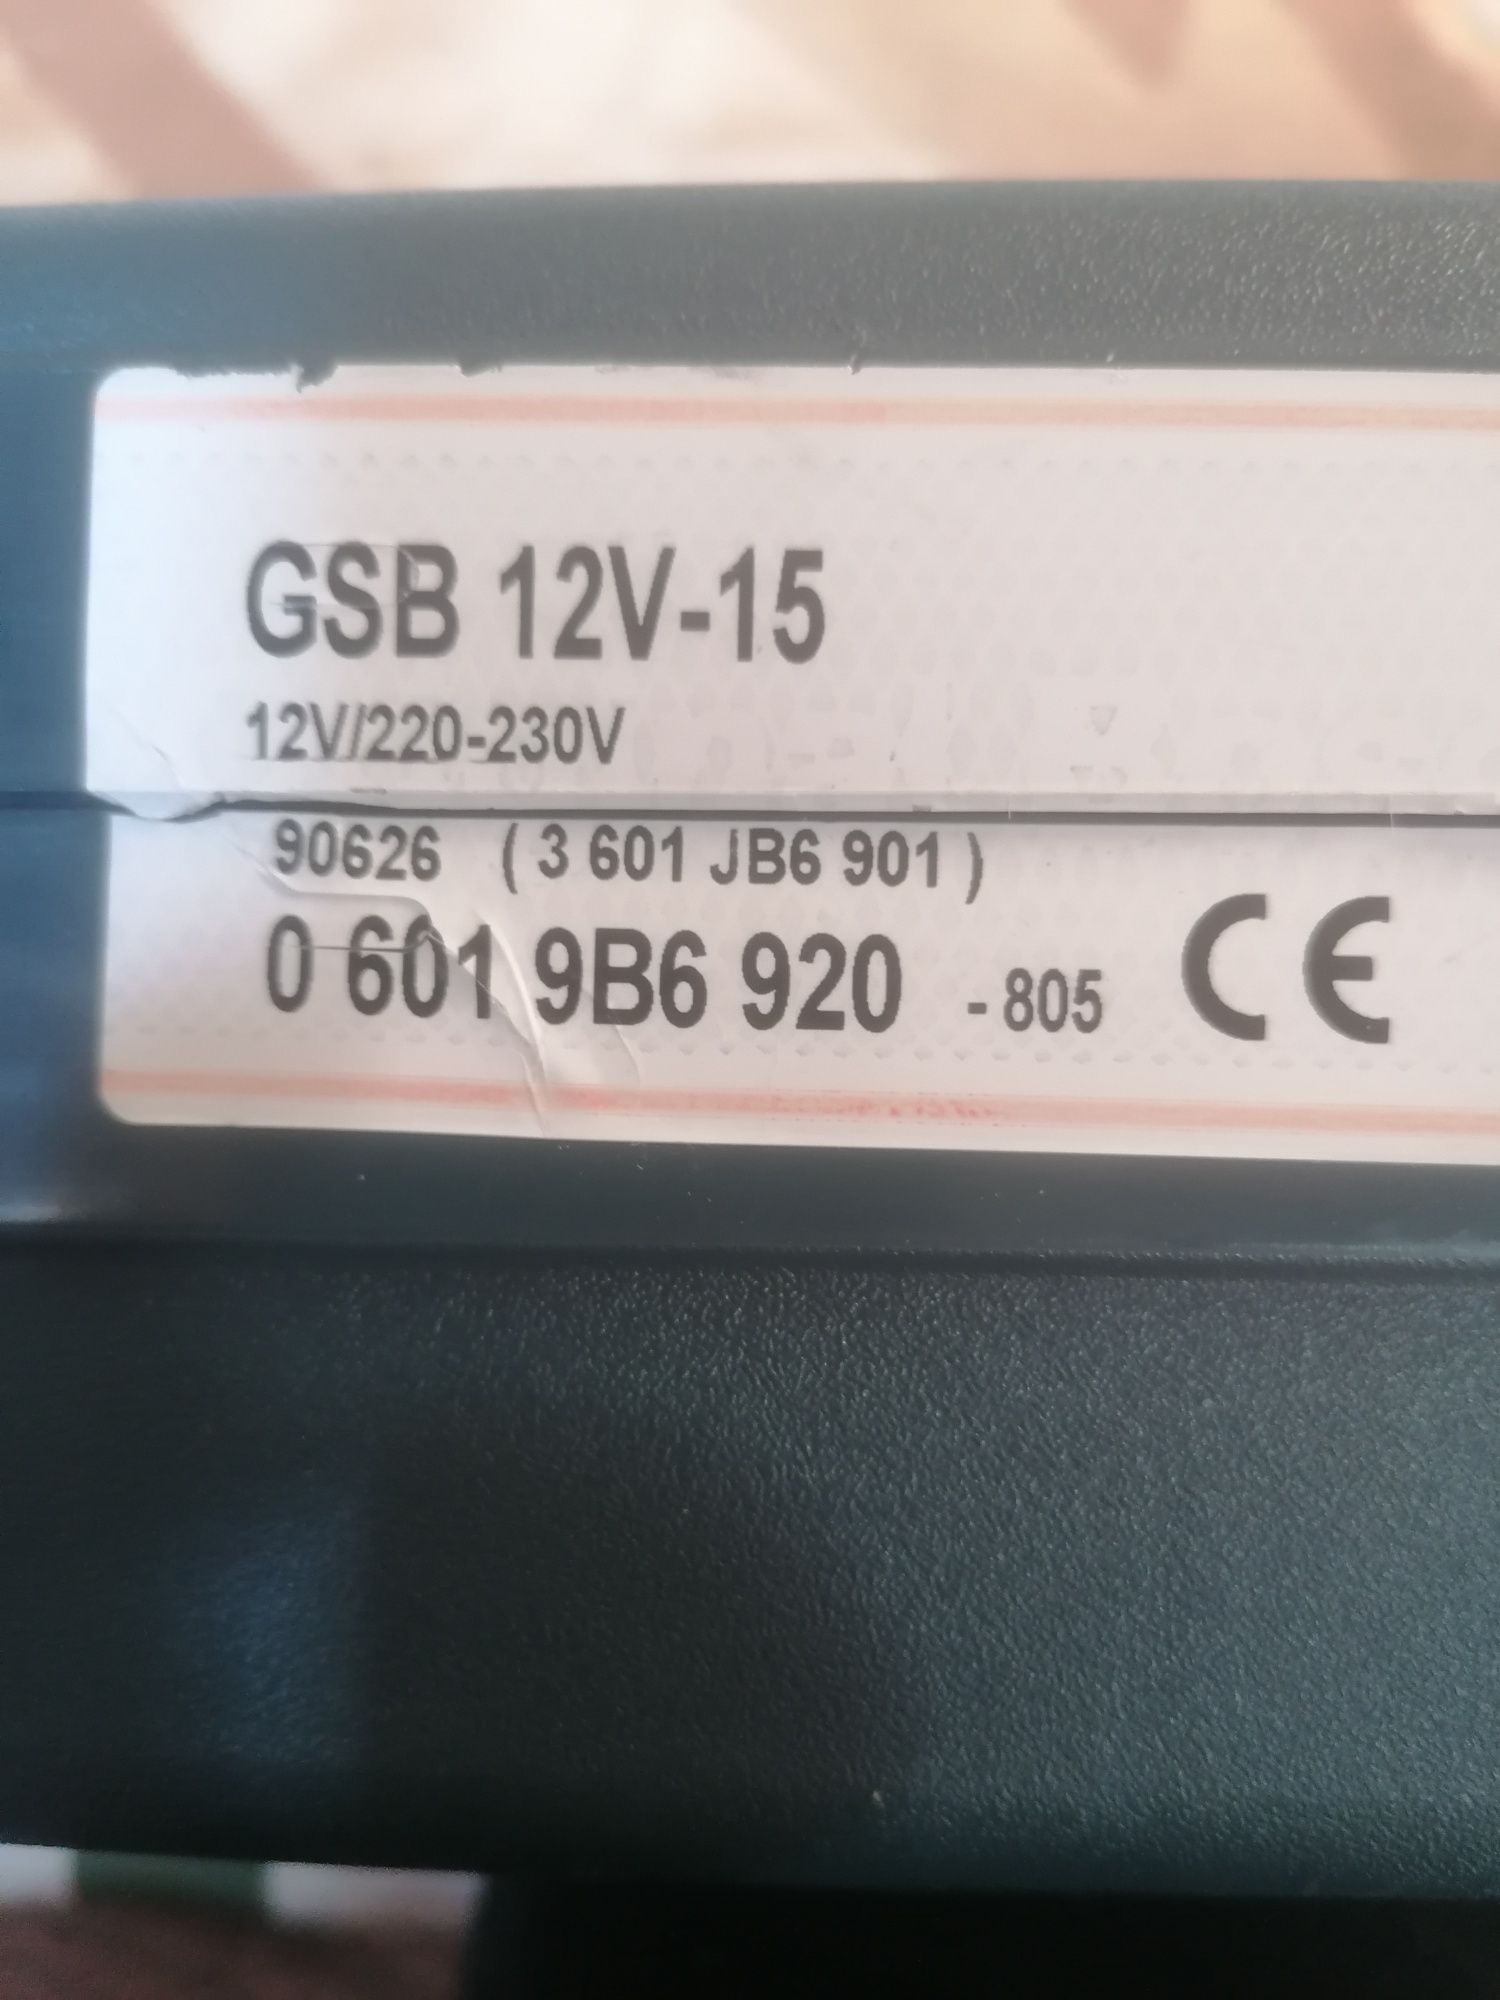 GSB 12V-15
12V/220-230V
90626 ( 3 601 JB6 901 )
0 601 9B6 920 - 805 CE